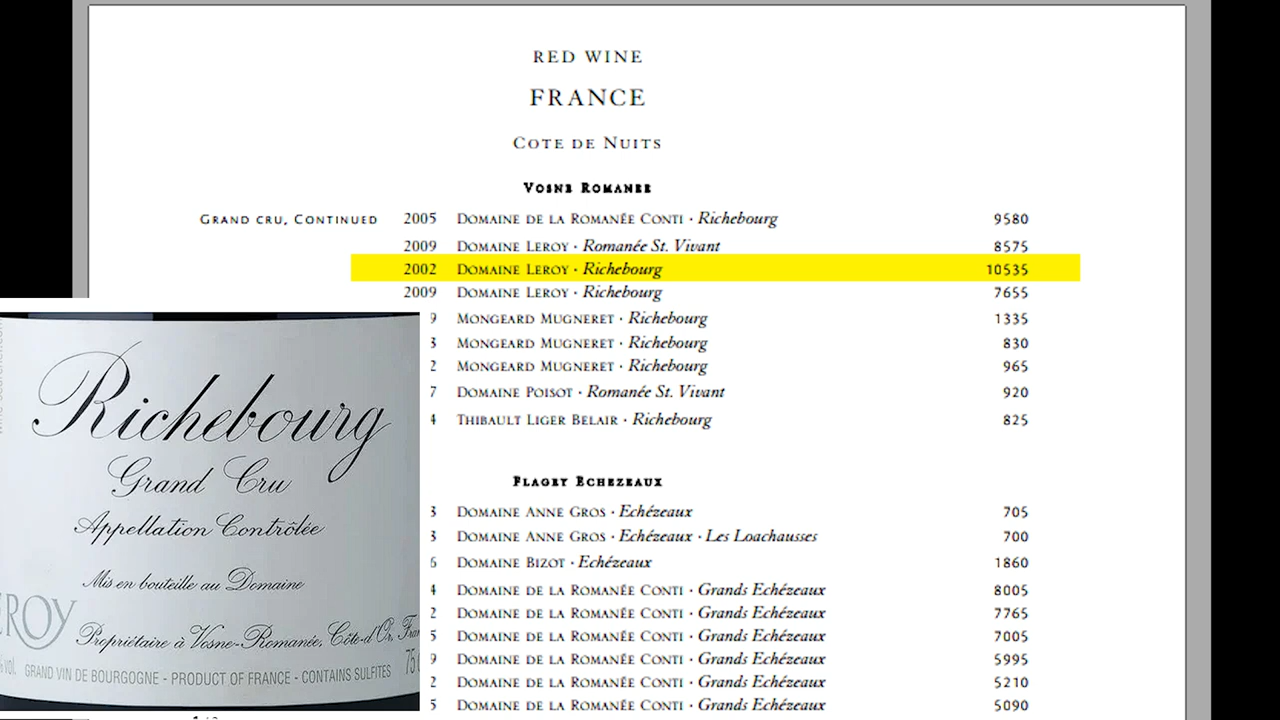 RED WINE
FRANCE
COTE DE NUITS
VOSNE ROMANEE
GRAND CRU, CONTINUED 2005 DOMAINE DE LA ROMANÉE CONTI · Richebourg 9580
2009 DOMAINE LEROY · Romanée St. Vivant 8575
2002 DOMAINE LEROY · Richebourg 10535
2009 DOMAINE LEROY · Richebourg 7655
9 MONGEARD MUGNERET · Richebourg 1335
3 MONGEARD MUGNERET · Richebourg 830
2 MONGEARD MUGNERET · Richebourg 965
7 DOMAINE POISOT · Romanée St. Vivant 920
4 THIBAULT LIGER BELAIR · Richebourg 825
FLAGEY ECHEZEAUX
3 DOMAINE ANNE GROS · Echézeaux 705
3 DOMAINE ANNE GROS · Echézeaux · Les Loachausses 700
6 DOMAINE BIZOT · Echézeaux 1860
4 DOMAINE DE LA ROMANÉE CONTI · Grands Echézeaux 8005
2 DOMAINE DE LA ROMANÉE CONTI · Grands Echézeaux 7765
5 DOMAINE DE LA ROMANÉE CONTI · Grands Echézeaux 7005
9 DOMAINE DE LA ROMANÉE CONTI · Grands Echézeaux 5995
2 DOMAINE DE LA ROMANÉE CONTI · Grands Echézeaux 5210
5 DOMAINE DE LA ROMANÉE CONTI · Grands Echézeaux 5090
Richebourg
Grand Cru
Appellation Contrôlée
Mis en bouteille au Domaine
ROY
Propriétaire à Vosne-Romanée, Côte-d'Or, Fran
% vol. GRAND VIN DE BOURGOGNE - PRODUCT OF FRANCE - CONTAINS SULFITES 75